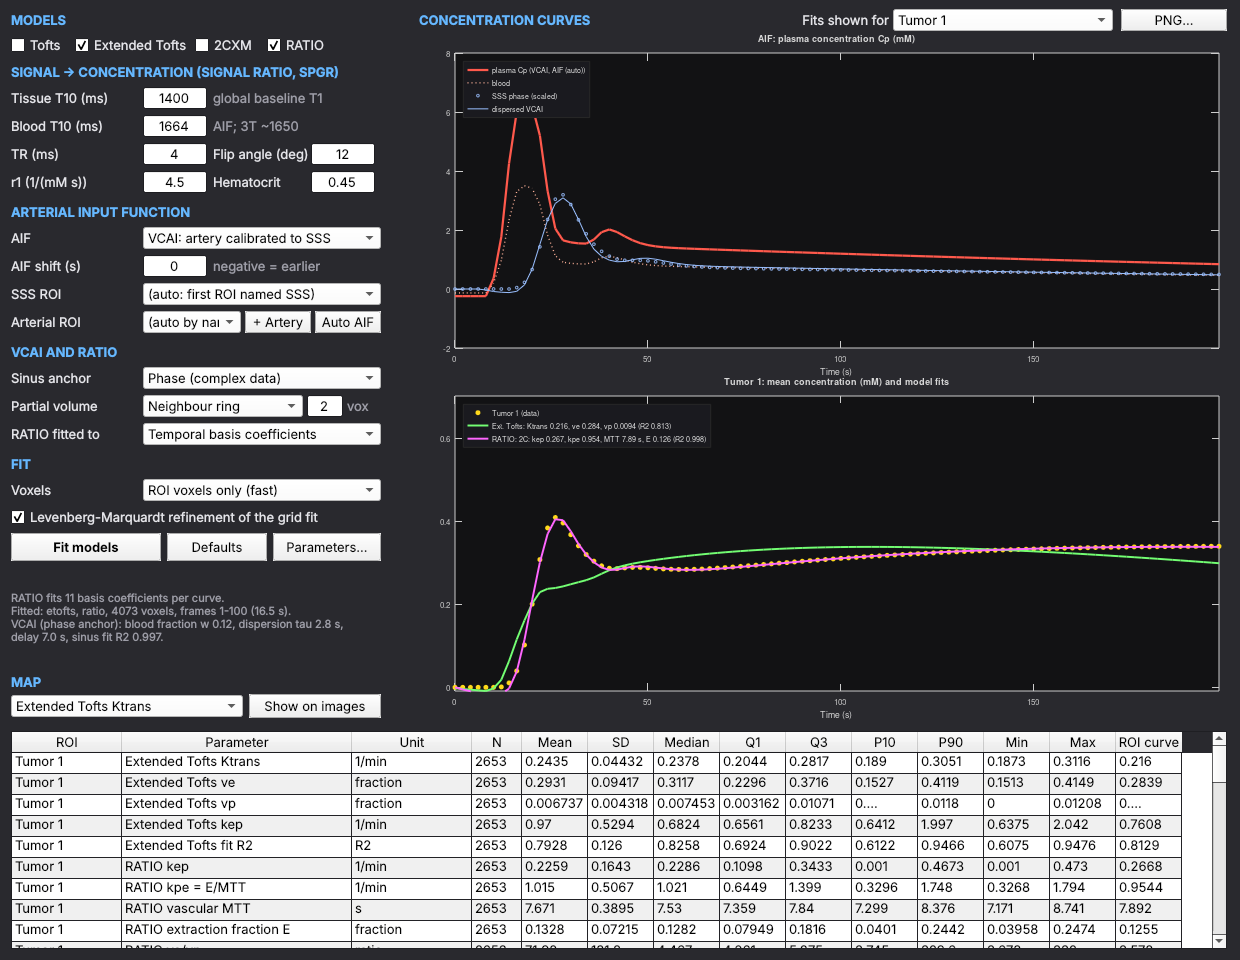 MODELS
Tofts Extended Tofts 2CXM RATIO
SIGNAL → CONCENTRATION (SIGNAL RATIO, SPGR)
Tissue T10 (ms) 1400 global baseline T1
Blood T10 (ms) 1664 AIF; 3T ~1650
TR (ms) 4 Flip angle (deg) 12
r1 (1/(mM s)) 4.5 Hematocrit 0.45
ARTERIAL INPUT FUNCTION
AIF VCAI: artery calibrated to SSS
AIF shift (s) 0 negative = earlier
SSS ROI (auto: first ROI named SSS)
Arterial ROI (auto by nar + Artery Auto AIF
VCAI AND RATIO
Sinus anchor Phase (complex data)
Partial volume Neighbour ring 2 vox
RATIO fitted to Temporal basis coefficients
FIT
Voxels ROI voxels only (fast)
Levenberg-Marquardt refinement of the grid fit
Fit models Defaults Parameters...
RATIO fits 11 basis coefficients per curve.
Fitted: etofts, ratio, 4073 voxels, frames 1-100 (16.5 s).
VCAI (phase anchor): blood fraction w 0.12, dispersion tau 2.8 s,
delay 7.0 s, sinus fit R2 0.997.
MAP
Extended Tofts Ktrans Show on images
CONCENTRATION CURVES Fits shown for Tumor 1 PNG...
AIF: plasma concentration Cp (mM)
8
plasma Cp (VCAI, AIF (auto))
blood
SSS phase (scaled)
dispersed VCAI
6
4
2
0
-2
0 50 100 150
Time (s)
Tumor 1: mean concentration (mM) and model fits
Tumor 1 (data)
Ext. Tofts: Ktrans 0.216, ve 0.284, vp 0.0094 (R2 0.813)
RATIO: 2C: kep 0.267, kpe 0.954, MTT 7.89 s, E 0.126 (R2 0.998)
0.6
0.4
0.2
0
0 50 100 150
Time (s)
ROI Parameter Unit N Mean SD Median Q1 Q3 P10 P90 Min Max ROI curve
Tumor 1 Extended Tofts Ktrans 1/min 2653 0.2435 0.04432 0.2378 0.2044 0.2817 0.189 0.3051 0.1873 0.3116 0.216
Tumor 1 Extended Tofts ve fraction 2653 0.2931 0.09417 0.3117 0.2296 0.3716 0.1527 0.4119 0.1513 0.4149 0.2839
Tumor 1 Extended Tofts vp fraction 2653 0.006737 0.004318 0.007453 0.003162 0.01071 0.... 0.0118 0 0.01208 0....
Tumor 1 Extended Tofts kep 1/min 2653 0.97 0.5294 0.6824 0.6561 0.8233 0.6412 1.997 0.6375 2.042 0.7608
Tumor 1 Extended Tofts fit R2 R2 2653 0.7928 0.126 0.8258 0.6924 0.9022 0.6122 0.9466 0.6075 0.9476 0.8129
Tumor 1 RATIO kep 1/min 2653 0.2259 0.1643 0.2286 0.1098 0.3433 0.001 0.4673 0.001 0.473 0.2668
Tumor 1 RATIO kpe = E/MTT 1/min 2653 1.015 0.5067 1.021 0.6449 1.399 0.3296 1.748 0.3268 1.794 0.9544
Tumor 1 RATIO vascular MTT s 2653 7.671 0.3895 7.53 7.359 7.84 7.299 8.376 7.171 8.741 7.892
Tumor 1 RATIO extraction fraction E fraction 2653 0.1328 0.07215 0.1282 0.07949 0.1816 0.0401 0.2442 0.03958 0.2474 0.1255